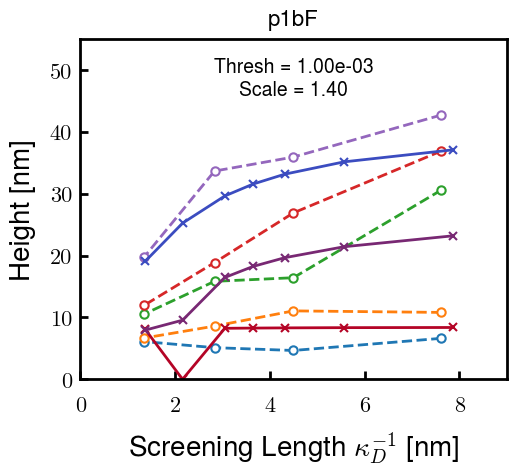 p1bF
Thresh = 1.00e-03
Scale = 1.40
Height [nm]
50
40
30
20
10
0
0 2 4 6 8
Screening Length κ_D^{-1} [nm]